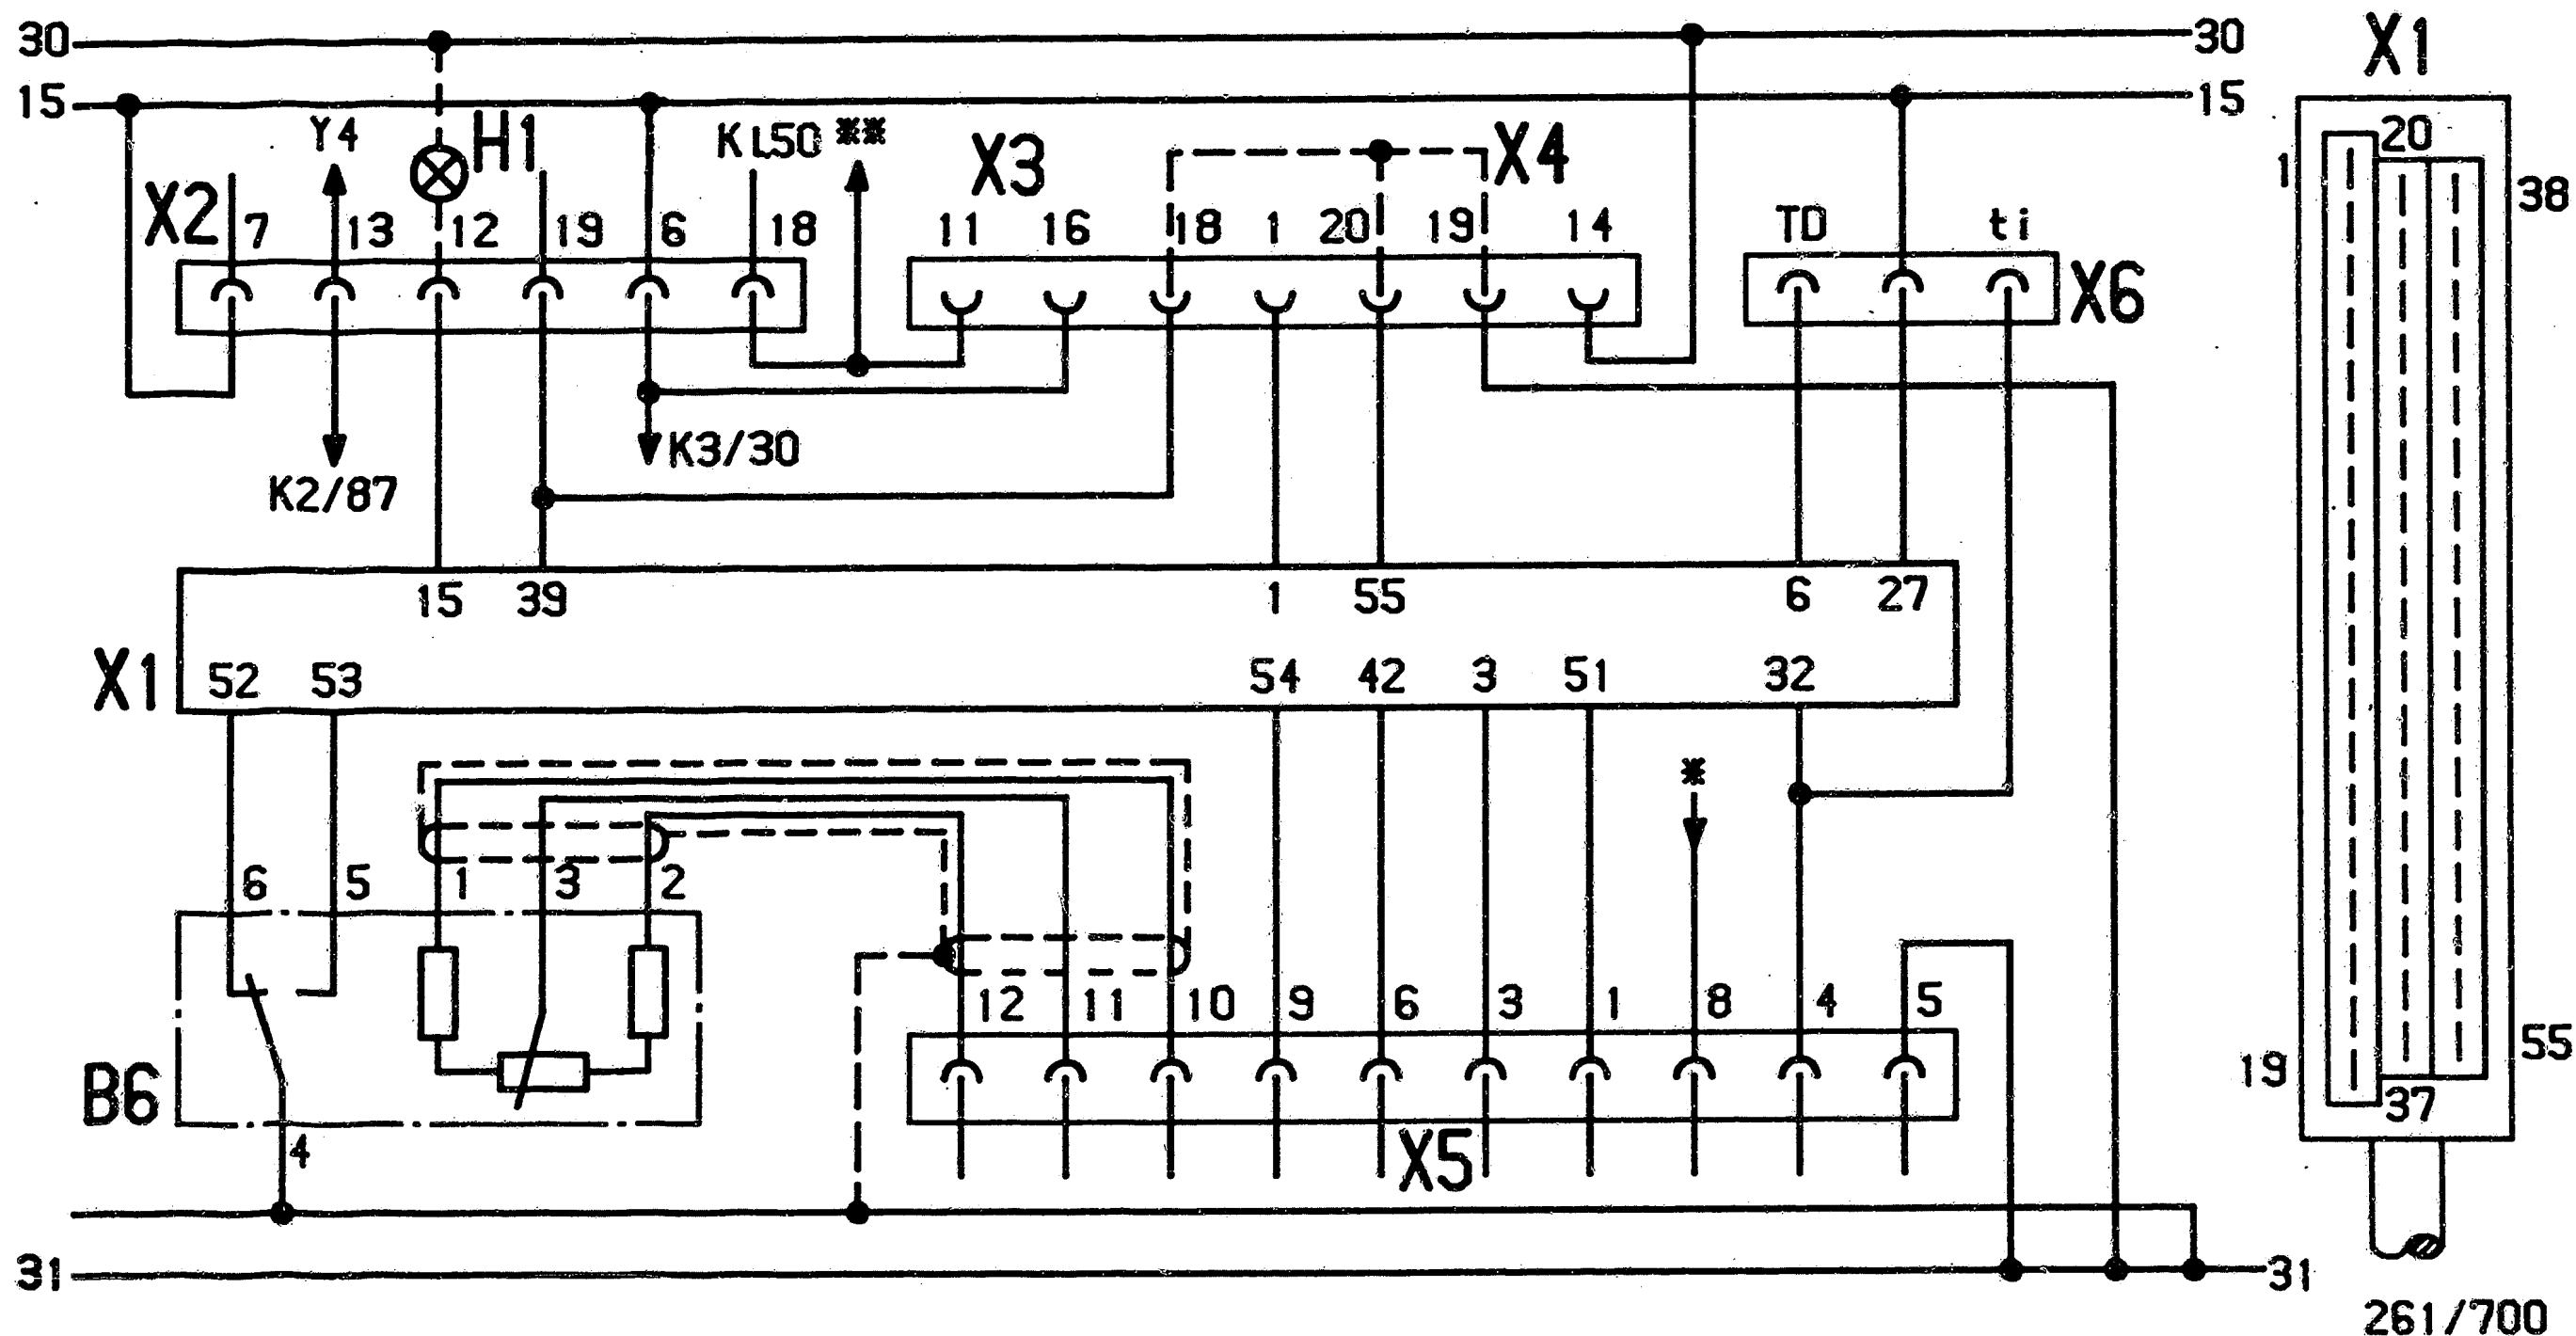 30 30 X1
15 15
Y4 H1 KL50 ** X3 X4 20
1 38
X2 7 13 12 19 6 18 11 16 18 1 20 19 14 TD ti
X6
K3/30
K2/87
15 39 1 55 6 27
X1 52 53 54 42 3 51 32
*
6 5 1 3 2
12 11 10 9 6 3 1 8 4 5
55
B6 19
37
4 X5
31 31
261/700